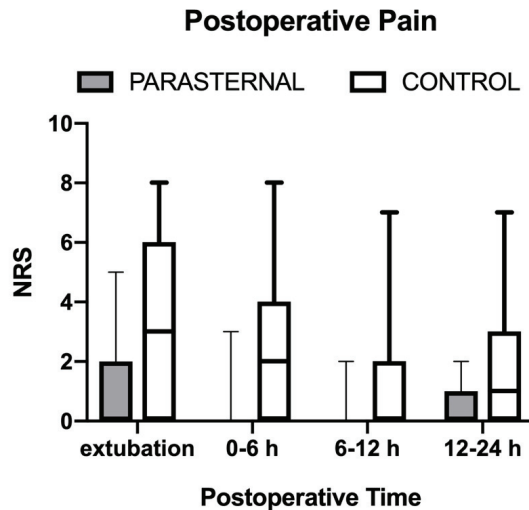 Postoperative Pain
PARASTERNAL CONTROL
10
8
6
4
2
0
NRS
extubation 0-6 h 6-12 h 12-24 h
Postoperative Time